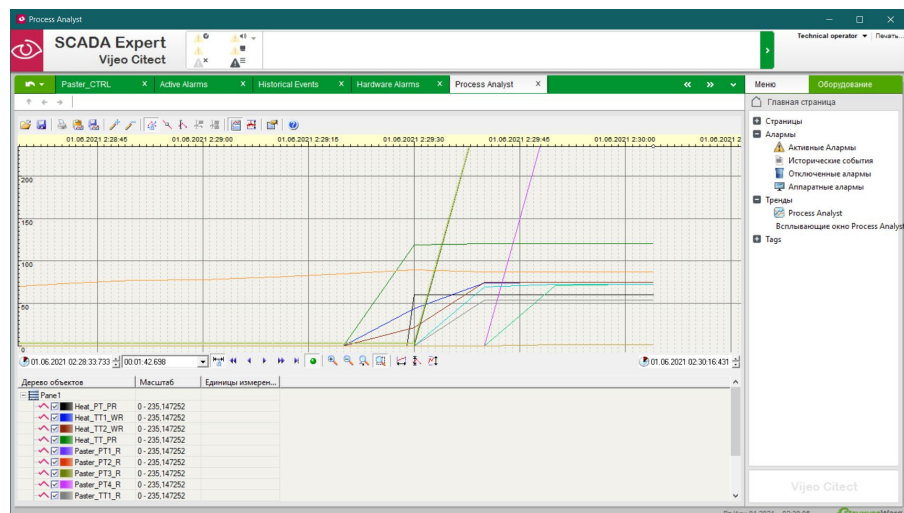 Process Analyst
SCADA Expert
Vijeo Citect
Technical operator
Печать...
Paster_CTRL X
Active Alarms X
Historical Events X
Hardware Alarms X
Process Analyst X
Меню
Оборудование
Главная страница
Страницы
Алармы
Активные Алармы
Исторические события
Отключенные алармы
Аппаратные алармы
Тренды
Process Analyst
Всплывающие окно Process Analyst
Tags
01.06.2021 2:28:45 01.06.2021 2:29:00 01.06.2021 2:29:15 01.06.2021 2:29:30 01.06.2021 2:29:45 01.06.2021 2:30:00 01.06.2021 2
200
150
100
50
0
01.06.2021 02:28:33.733 00:01:42.698 01.06.2021 02:30:16.431
Дерево объектов Масштаб Единицы измерен...
Pane1
Heat_PT_PR 0 - 235,147252
Heat_TT1_WR 0 - 235,147252
Heat_TT2_WR 0 - 235,147252
Heat_TT_PR 0 - 235,147252
Paster_PT1_R 0 - 235,147252
Paster_PT2_R 0 - 235,147252
Paster_PT3_R 0 - 235,147252
Paster_PT4_R 0 - 235,147252
Paster_TT1_R 0 - 235,147252
Vijeo Citect